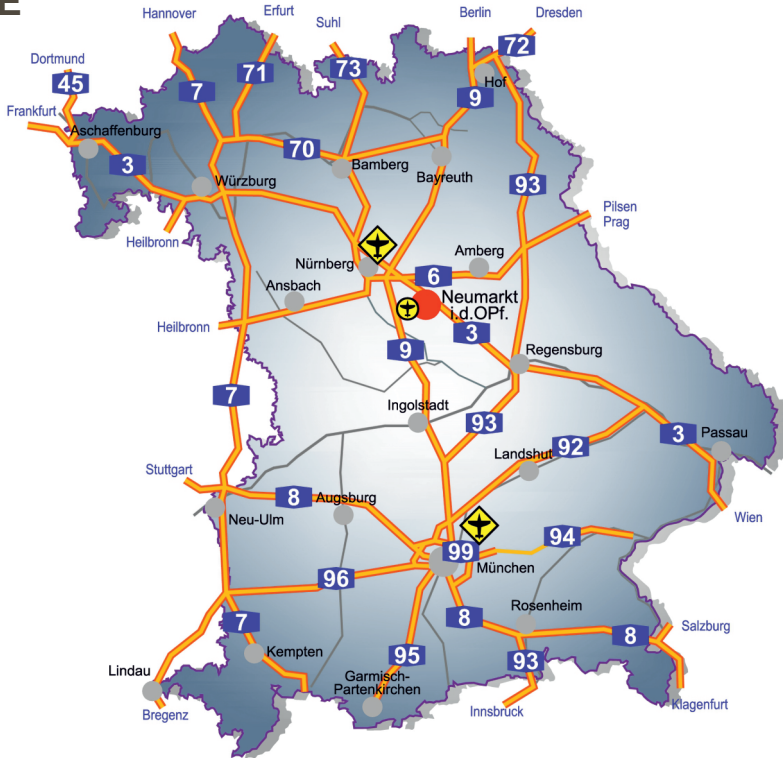 E
Hannover
Erfurt
Suhl
Berlin
Dresden
72
Dortmund
45
7
71
73
9
Hof
Frankfurt
Aschaffenburg
3
70
Bamberg
Bayreuth
Würzburg
93
Heilbronn
Pilsen
Prag
Nürnberg
Amberg
6
Ansbach
Neumarkt
i.d.OPf.
Heilbronn
3
9
Regensburg
7
Ingolstadt
93
Landshut
92
3
Passau
Stuttgart
8
Augsburg
Neu-Ulm
Wien
94
99
München
96
Rosenheim
7
8
8
Salzburg
Kempten
95
93
Lindau
Garmisch-
Partenkirchen
Bregenz
Innsbruck
Klagenfurt